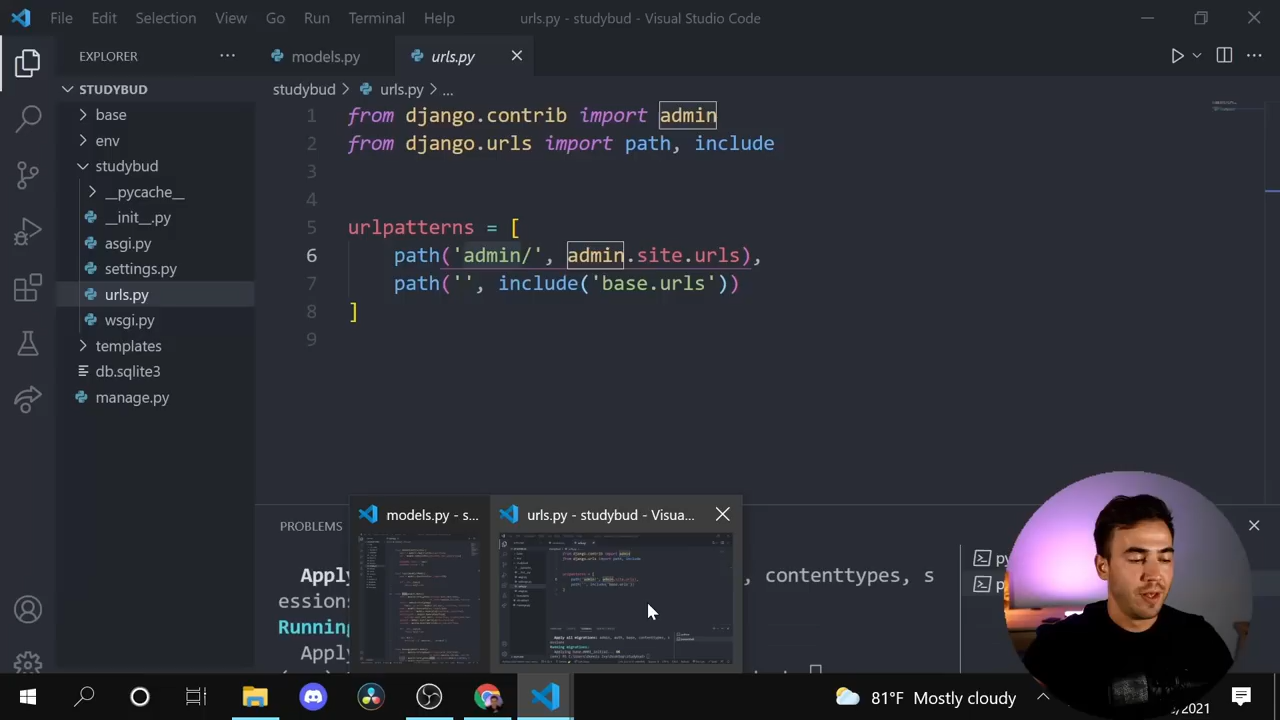 File Edit Selection View Go Run Terminal Help
urls.py - studybud - Visual Studio Code
EXPLORER
models.py
urls.py
STUDYBUD
studybud > urls.py > ...
base
env
studybud
__pycache__
__init__.py
asgi.py
settings.py
urls.py
wsgi.py
templates
db.sqlite3
manage.py
1 from django.contrib import admin
2 from django.urls import path, include
3
4
5 urlpatterns = [
6 path('admin/', admin.site.urls),
7 path('', include('base.urls'))
8 ]
9
models.py - s...
urls.py - studybud - Visua...
PROBLEMS
Apply
, contenttypes, s
essions
Running
Apply
81°F Mostly cloudy
/2021